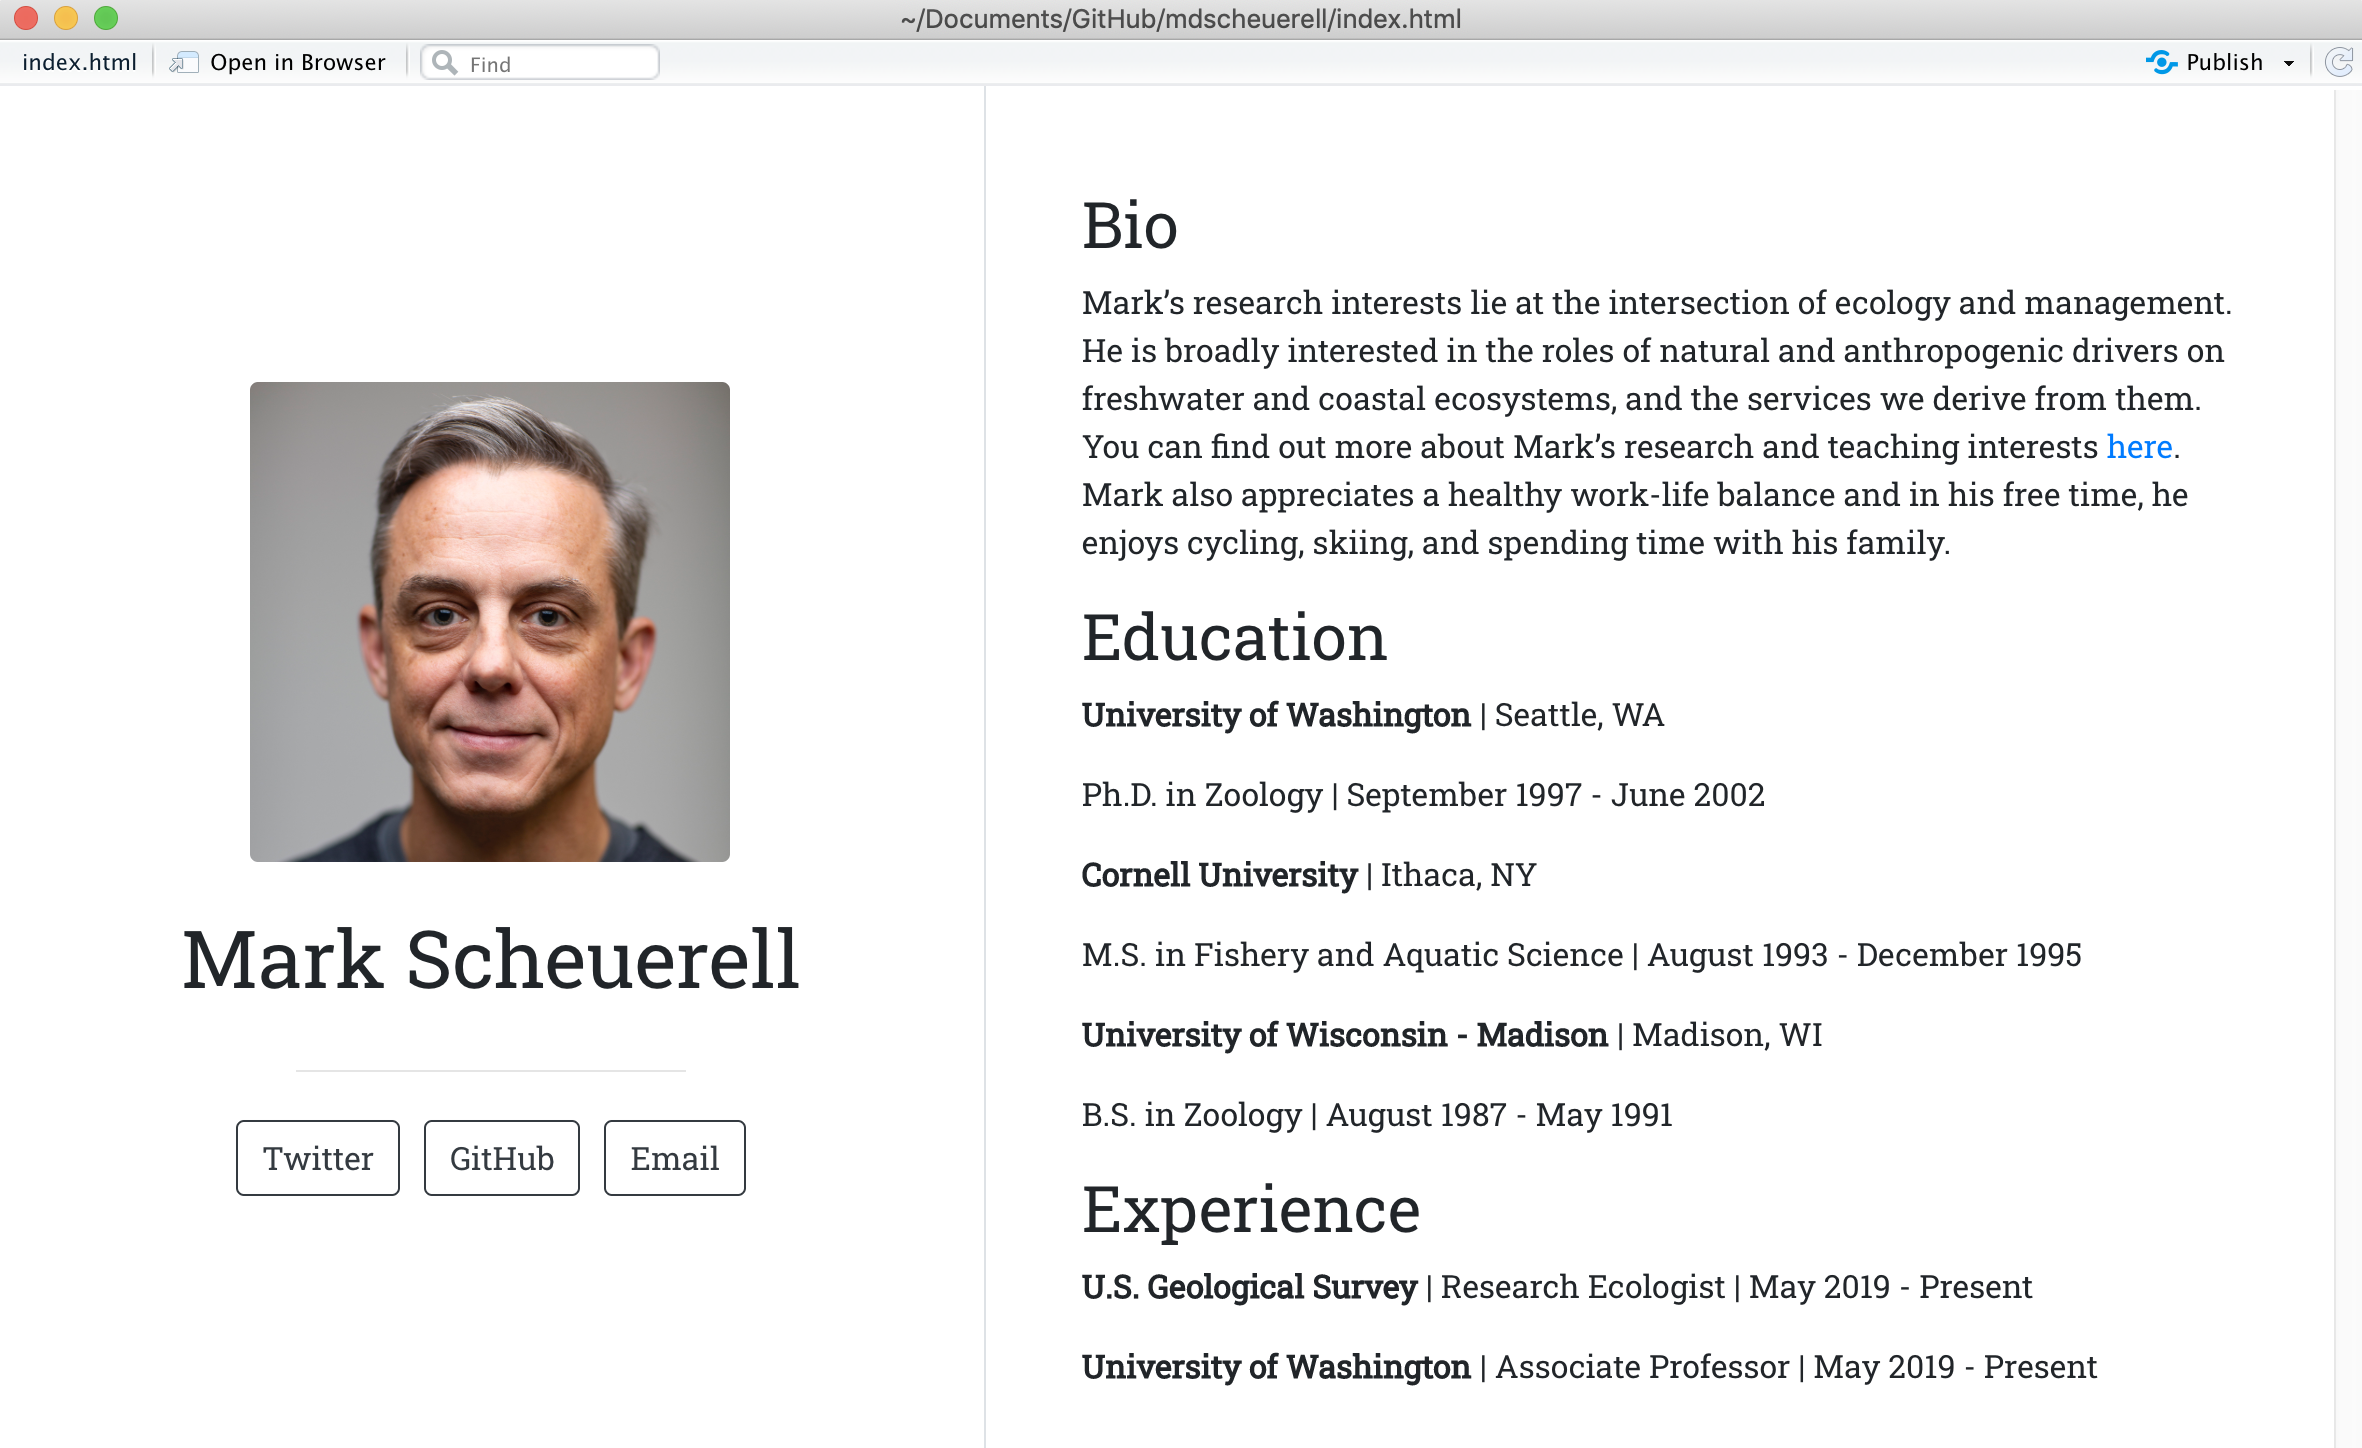 ~/Documents/GitHub/mdscheuerell/index.html
index.html
Open in Browser
Find
Publish
Mark Scheuerell
Twitter
GitHub
Email
Bio
Mark’s research interests lie at the intersection of ecology and management.
He is broadly interested in the roles of natural and anthropogenic drivers on
freshwater and coastal ecosystems, and the services we derive from them.
You can find out more about Mark’s research and teaching interests here.
Mark also appreciates a healthy work-life balance and in his free time, he
enjoys cycling, skiing, and spending time with his family.
Education
University of Washington | Seattle, WA
Ph.D. in Zoology | September 1997 - June 2002
Cornell University | Ithaca, NY
M.S. in Fishery and Aquatic Science | August 1993 - December 1995
University of Wisconsin - Madison | Madison, WI
B.S. in Zoology | August 1987 - May 1991
Experience
U.S. Geological Survey | Research Ecologist | May 2019 - Present
University of Washington | Associate Professor | May 2019 - Present